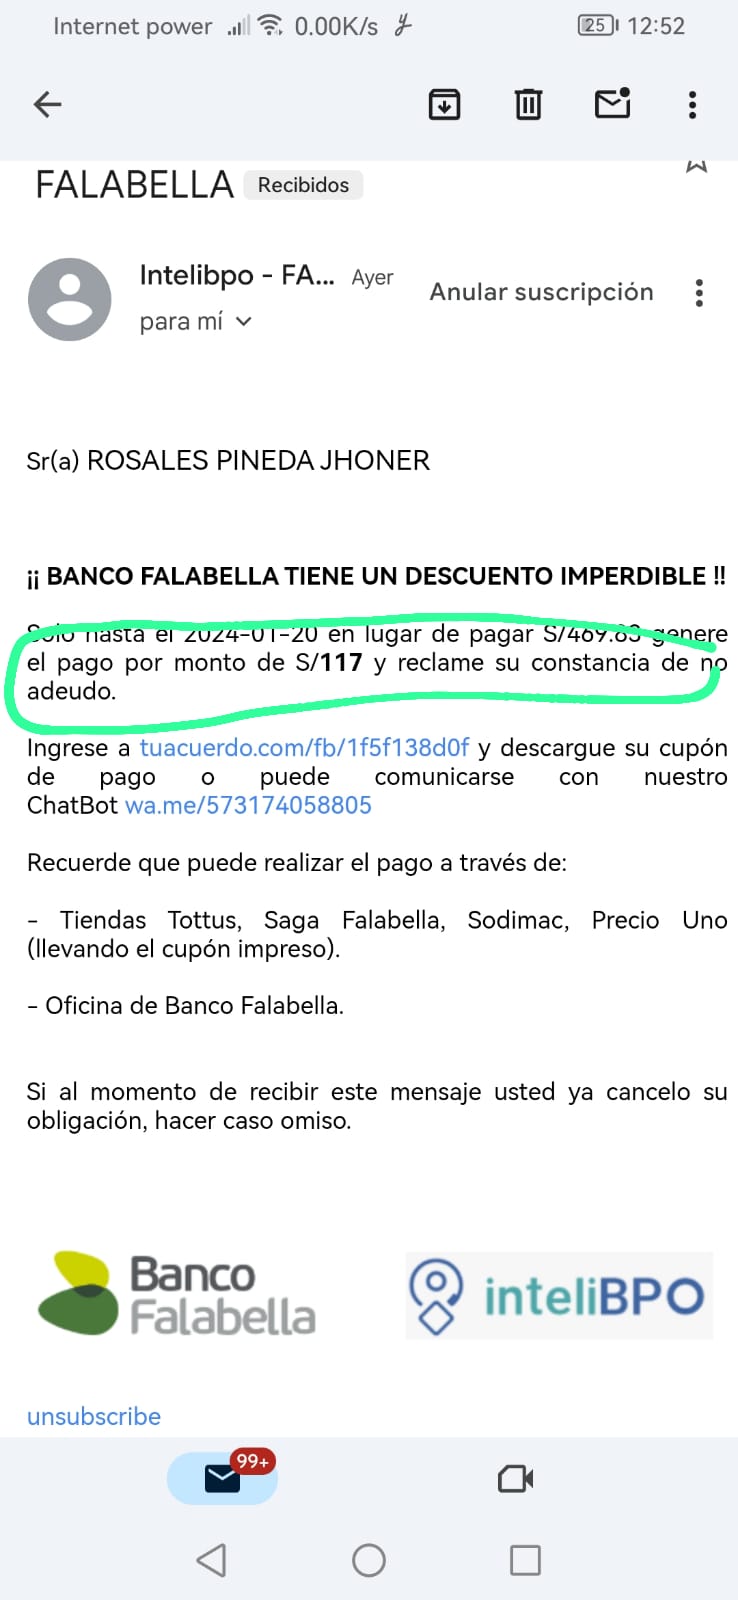 Internet power 0.00K/s 25 12:52
FALABELLA Recibidos
Intelibpo - FA... Ayer Anular suscripción
para mí
Sr(a) ROSALES PINEDA JHONER
¡¡ BANCO FALABELLA TIENE UN DESCUENTO IMPERDIBLE !!
Solo hasta el 2024-01-20 en lugar de pagar S/469.83 genere
el pago por monto de S/117 y reclame su constancia de no
adeudo.
Ingrese a tuacuerdo.com/fb/1f5f138d0f y descargue su cupón
de pago o puede comunicarse con nuestro
ChatBot wa.me/573174058805
Recuerde que puede realizar el pago a través de:
- Tiendas Tottus, Saga Falabella, Sodimac, Precio Uno
(llevando el cupón impreso).
- Oficina de Banco Falabella.
Si al momento de recibir este mensaje usted ya cancelo su
obligación, hacer caso omiso.
Banco
Falabella
inteliBPO
unsubscribe
99+